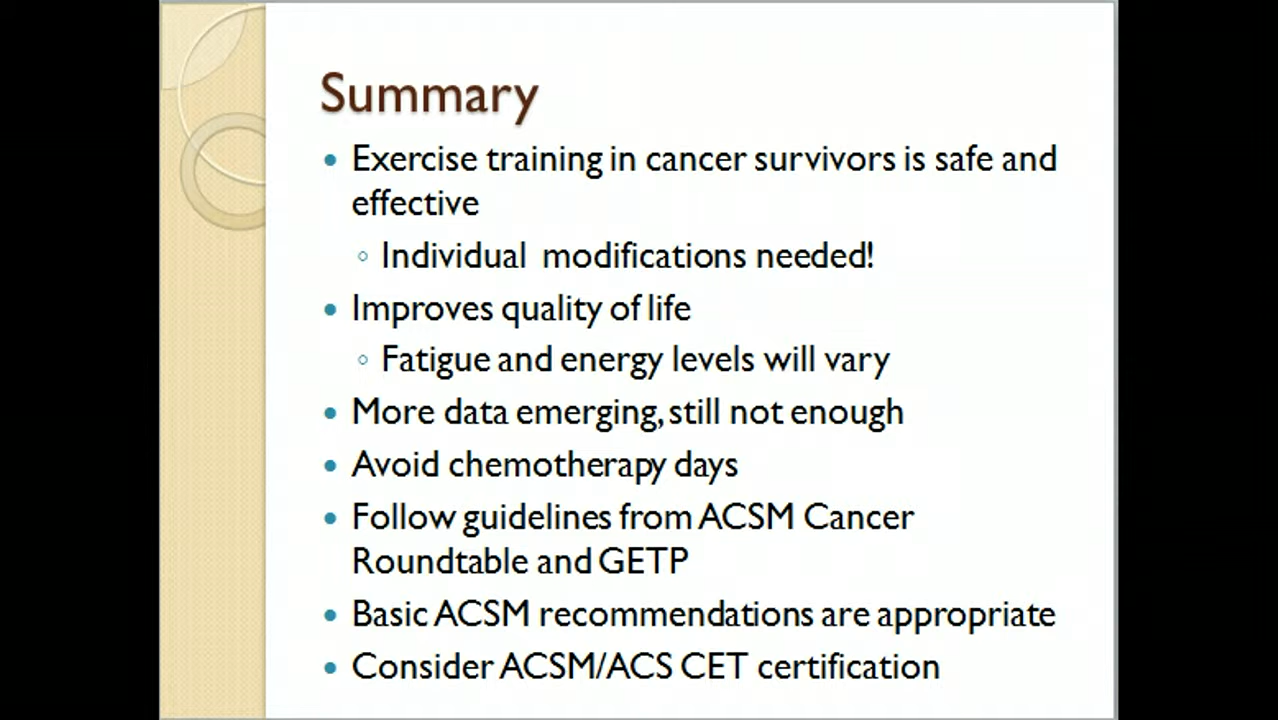 Summary
• Exercise training in cancer survivors is safe and
effective
◦ Individual modifications needed!
• Improves quality of life
◦ Fatigue and energy levels will vary
• More data emerging, still not enough
• Avoid chemotherapy days
• Follow guidelines from ACSM Cancer
Roundtable and GETP
• Basic ACSM recommendations are appropriate
• Consider ACSM/ACS CET certification